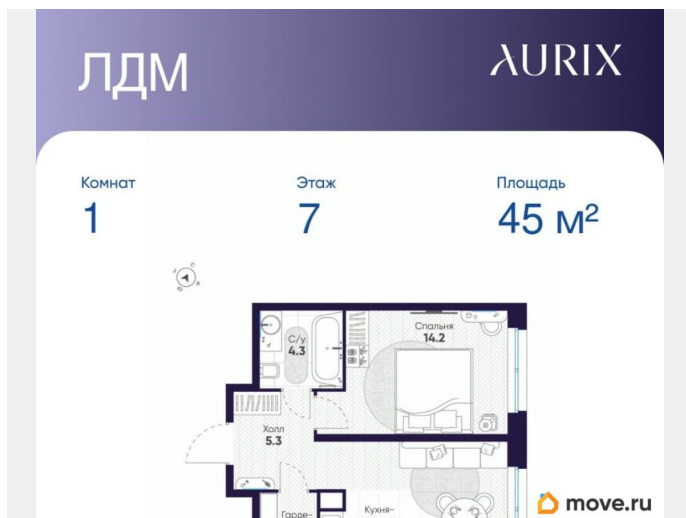 ЛДМ
AURIX
Комнат
Этаж
Площадь
1
7
45 м²
С
В
Ю
З
Спальня
14.2
С/у
4.3
Холл
5.3
Гарде-
Кухня-
move.ru